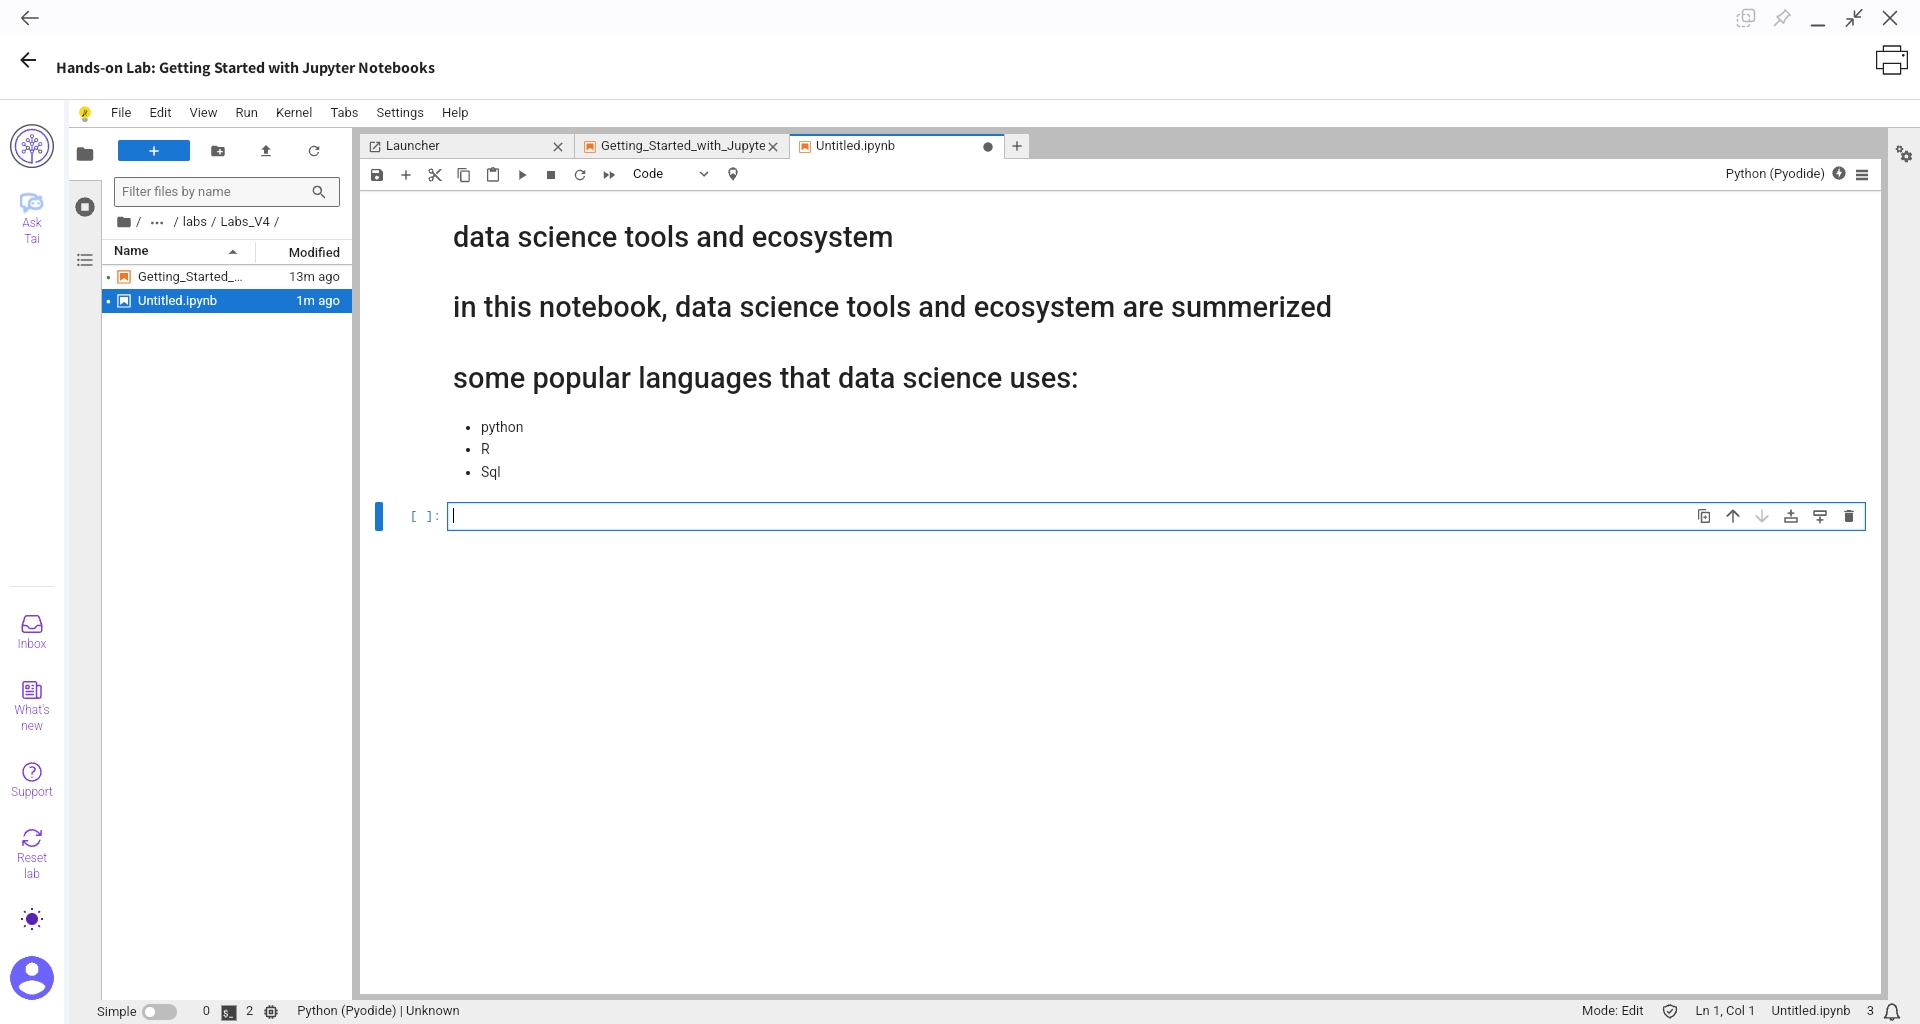 Hands-on Lab: Getting Started with Jupyter Notebooks
File Edit View Run Kernel Tabs Settings Help
Launcher
Getting_Started_with_Jupyte
Untitled.ipynb
Code
Python (Pyodide)
Filter files by name
/ ... / labs / Labs_V4 /
Name Modified
Getting_Started_... 13m ago
Untitled.ipynb 1m ago
Ask
Tai
Inbox
What's
new
Support
Reset
lab
data science tools and ecosystem
in this notebook, data science tools and ecosystem are summerized
some popular languages that data science uses:
• python
• R
• Sql
[ ]:
Simple 0 $_ 2 Python (Pyodide) | Unknown Mode: Edit Ln 1, Col 1 Untitled.ipynb 3